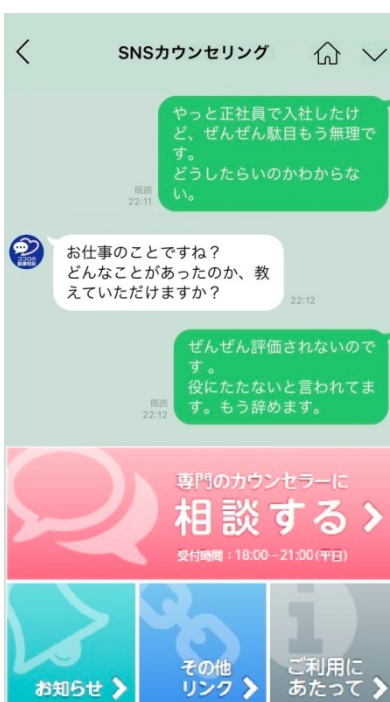 SNSカウンセリング
やっと正社員で入社したけ
ど、ぜんぜん駄目もう無理で
す。
どうしたらいのかわからな
い。
既読
22:11
ココロの
健康相談
お仕事のことですね？
どんなことがあったのか、教
えていただけますか？
22:12
ぜんぜん評価されないので
す 。
役にたたないと言われてま
す。もう辞めます。
既読
22:12
専門のカウンセラーに
相談する
受付時間：18:00～21:00(平日)
お知らせ
その他
リンク
ご利用に
あたって